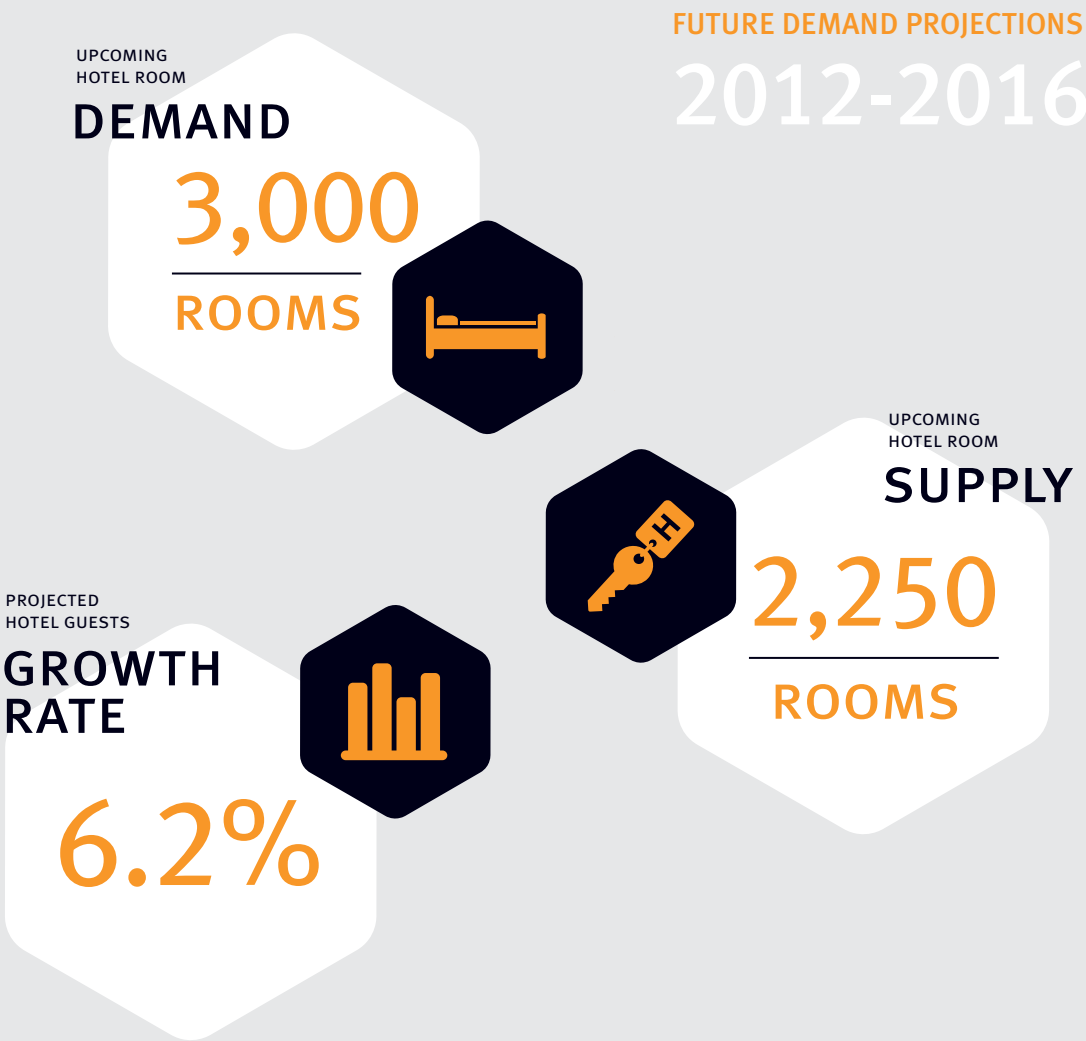 FUTURE DEMAND PROJECTIONS
2012-2016
UPCOMING
HOTEL ROOM
DEMAND
3,000
ROOMS
UPCOMING
HOTEL ROOM
SUPPLY
2,250
ROOMS
H
PROJECTED
HOTEL GUESTS
GROWTH
RATE
6.2%